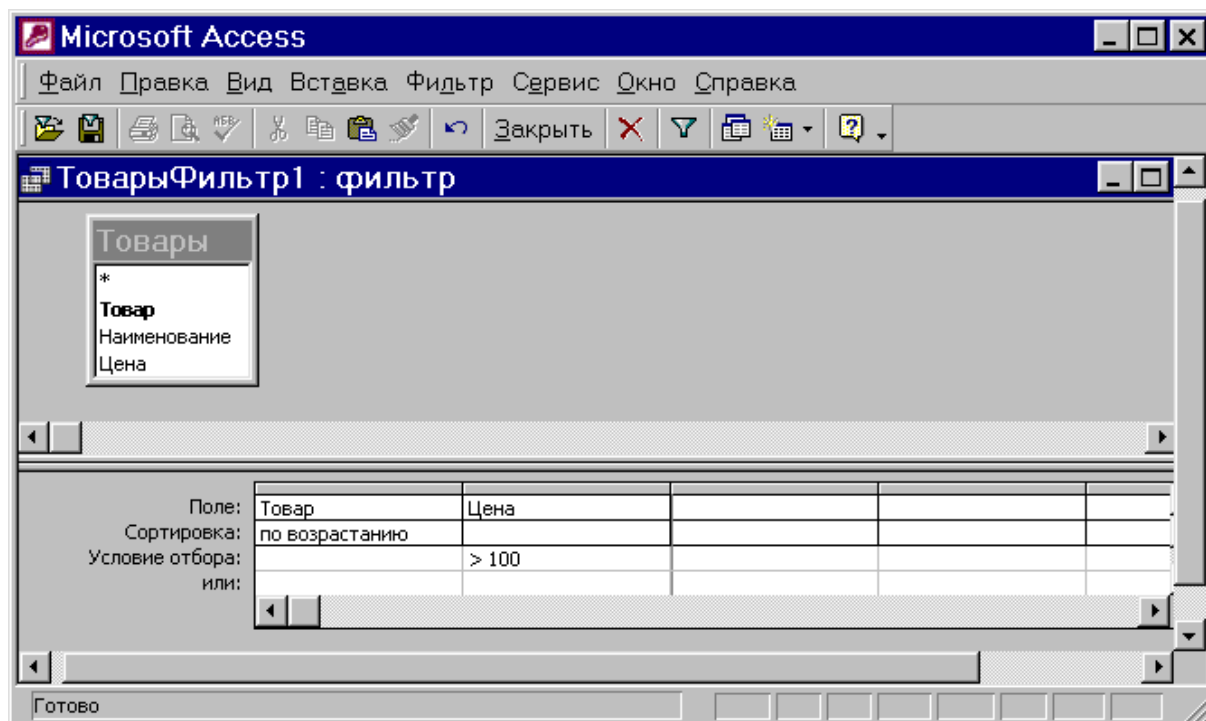 Microsoft Access
Файл Правка Вид Вставка Фильтр Сервис Окно Справка
Закрыть
ТоварыФильтр1 : фильтр
Товары
*
Товар
Наименование
Цена
Поле: Товар Цена
Сортировка: по возрастанию
Условие отбора: > 100
или:
Готово